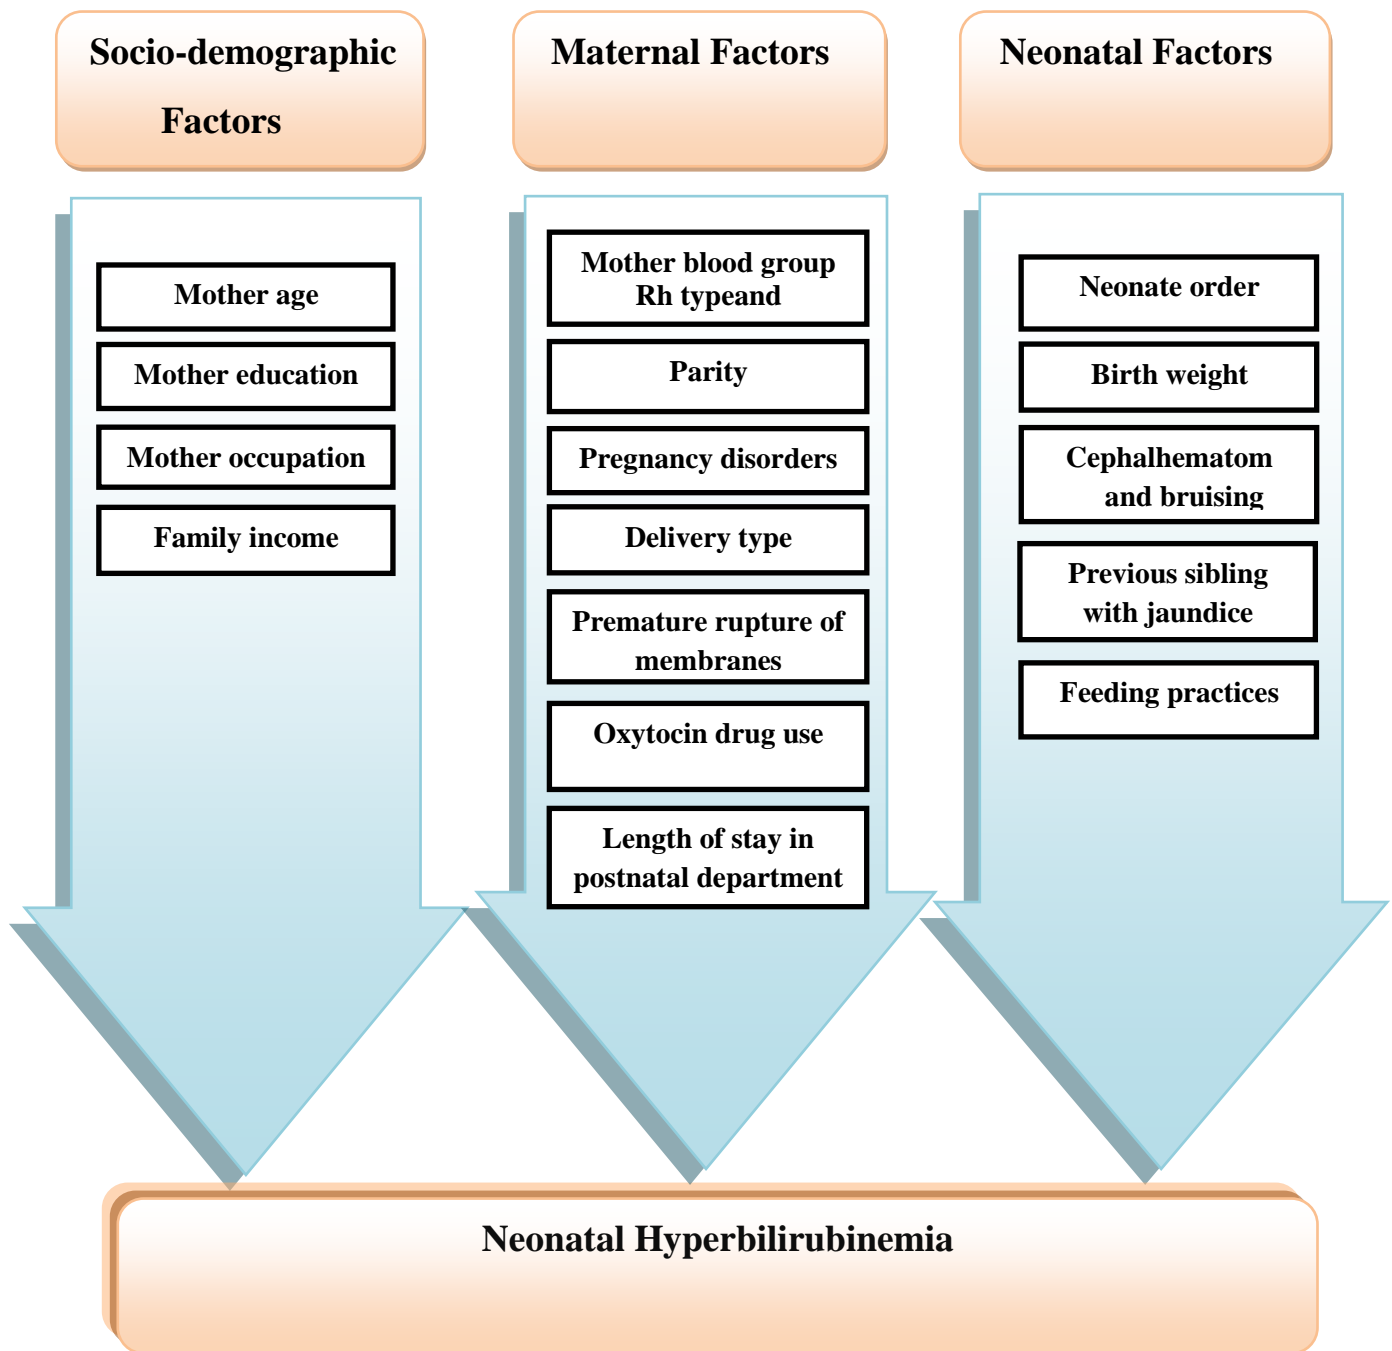 Socio-demographic
Factors
Maternal Factors
Neonatal Factors
Mother age
Mother education
Mother occupation
Family income
Mother blood group
Rh typeand
Parity
Pregnancy disorders
Delivery type
Premature rupture of
membranes
Oxytocin drug use
Length of stay in
postnatal department
Neonate order
Birth weight
Cephalhematom
and bruising
Previous sibling
with jaundice
Feeding practices
Neonatal Hyperbilirubinemia